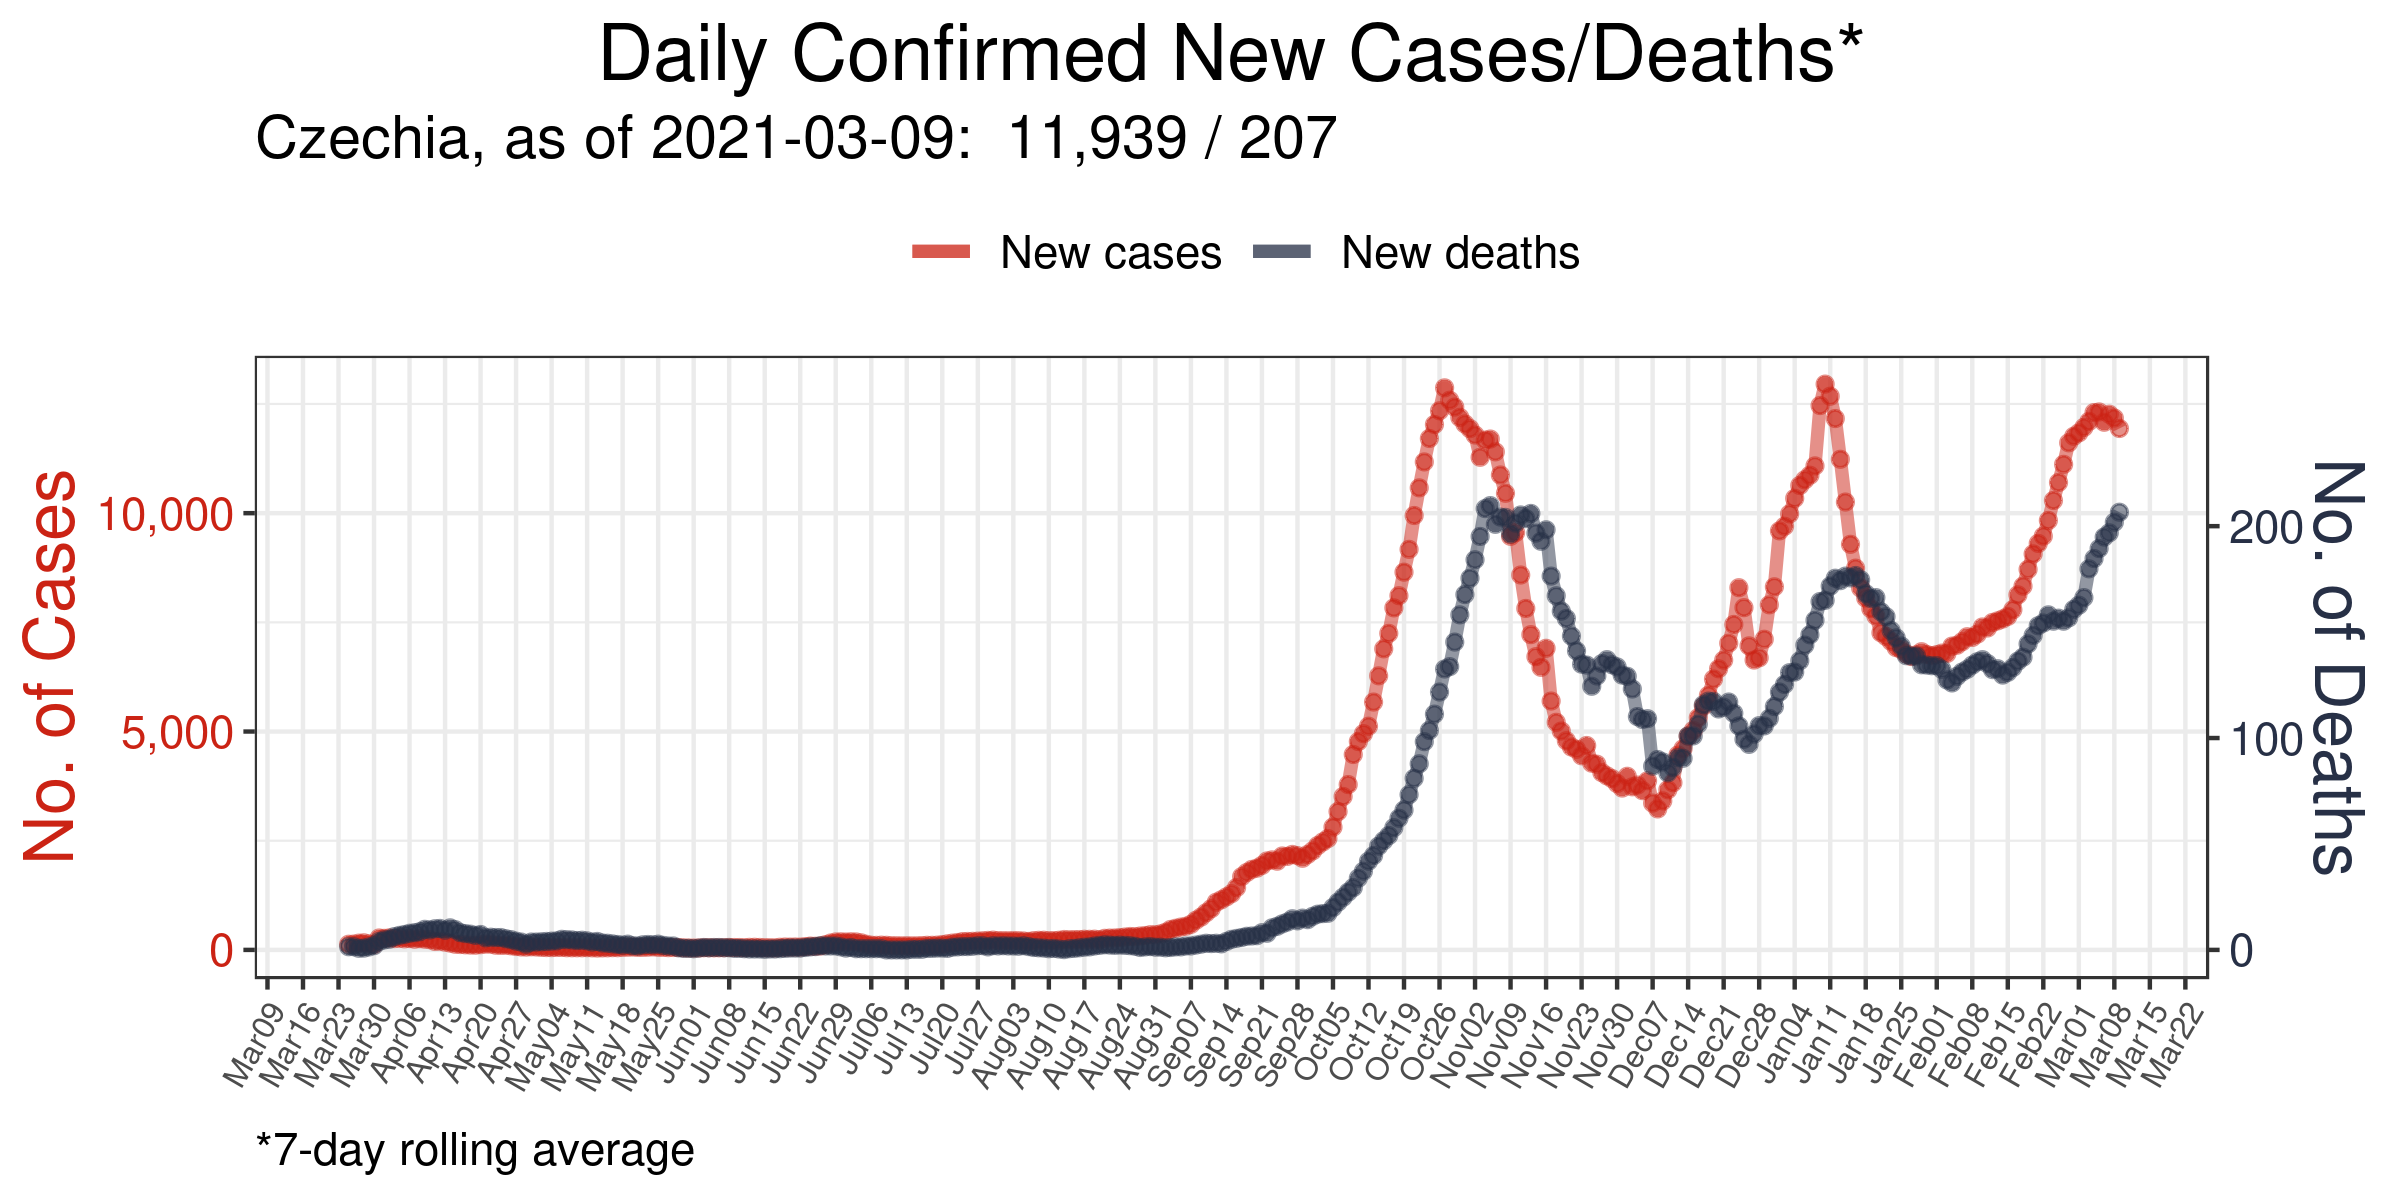 Daily Confirmed New Cases/Deaths*
Czechia, as of 2021-03-09:  11,939 / 207
New cases
New deaths
No. of Cases
10,000
5,000
0
200
100
0
No. of Deaths
Mar09
Mar16
Mar23
Mar30
Apr06
Apr13
Apr20
Apr27
May04
May11
May18
May25
Jun01
Jun08
Jun15
Jun22
Jun29
Jul06
Jul13
Jul20
Jul27
Aug03
Aug10
Aug17
Aug24
Aug31
Sep07
Sep14
Sep21
Sep28
Oct05
Oct12
Oct19
Oct26
Nov02
Nov09
Nov16
Nov23
Nov30
Dec07
Dec14
Dec21
Dec28
Jan04
Jan11
Jan18
Jan25
Feb01
Feb08
Feb15
Feb22
Mar01
Mar08
Mar15
Mar22
*7-day rolling average